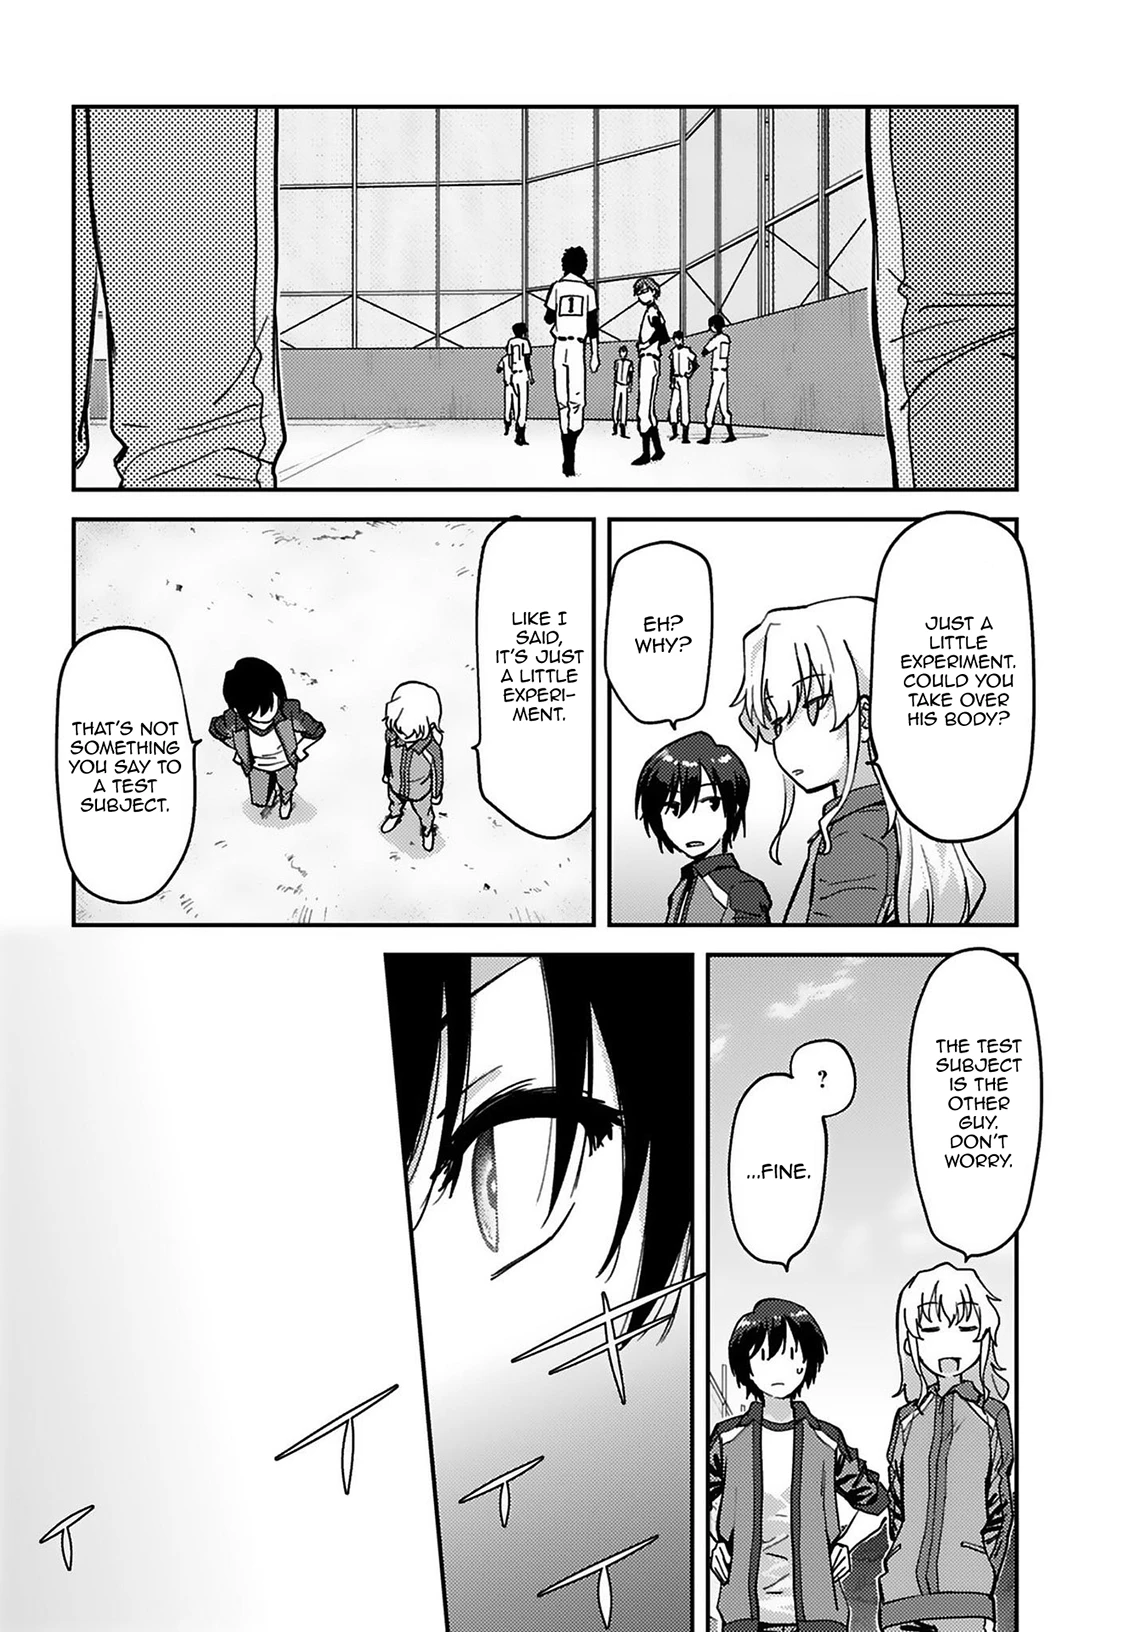 1
JUST A
LITTLE
EXPERIMENT.
COULD YOU
TAKE OVER
HIS BODY?
EH?
WHY?
LIKE I
SAID,
IT'S JUST
A LITTLE
EXPERI-
MENT.
THAT'S NOT
SOMETHING
YOU SAY TO
A TEST
SUBJECT.
THE TEST
SUBJECT
IS THE
OTHER
GUY.
DON'T
WORRY.
?
...FINE.